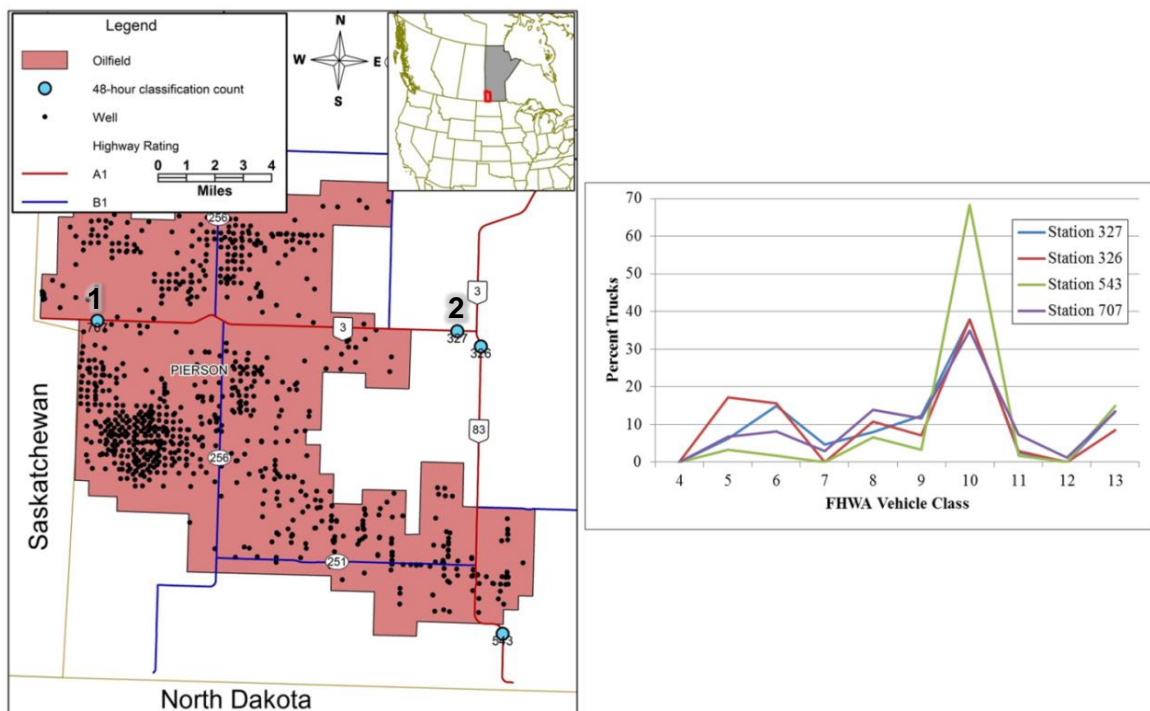 Legend
Oilfield
48-hour classification count
Well
Highway Rating
A1
B1
0 1 2 3 4
Miles
N
W
E
S
256
1
707
3
2
3
327
326
PIERSON
83
256
251
543
Saskatchewan
North Dakota
Percent Trucks
70
60
50
40
30
20
10
0
Station 327
Station 326
Station 543
Station 707
4 5 6 7 8 9 10 11 12 13
FHWA Vehicle Class